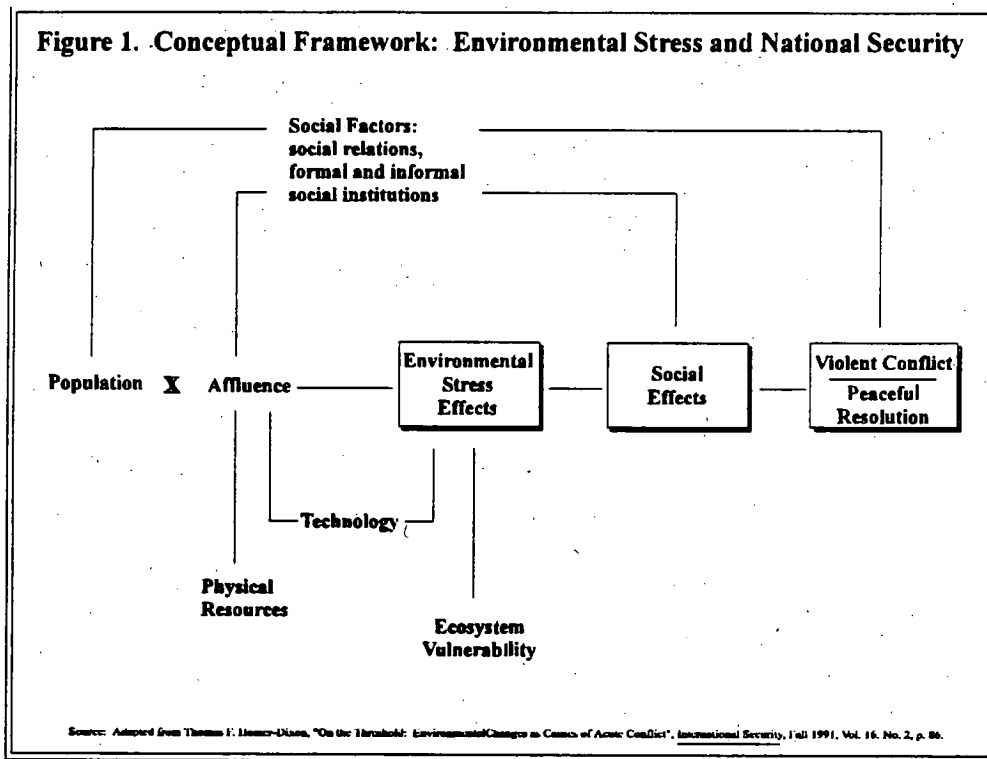 Figure 1. Conceptual Framework: Environmental Stress and National Security
Social Factors:
social relations,
formal and informal
social institutions
Population X Affluence
Environmental
Stress
Effects
Social
Effects
Violent Conflict
Peaceful
Resolution
Technology
Physical
Resources
Ecosystem
Vulnerability
Source: Adapted from Thomas F. Homer-Dixon, "On the Threshold: Environmental Changes as Causes of Acute Conflict", International Security, Fall 1991, Vol. 16. No. 2, p. 86.